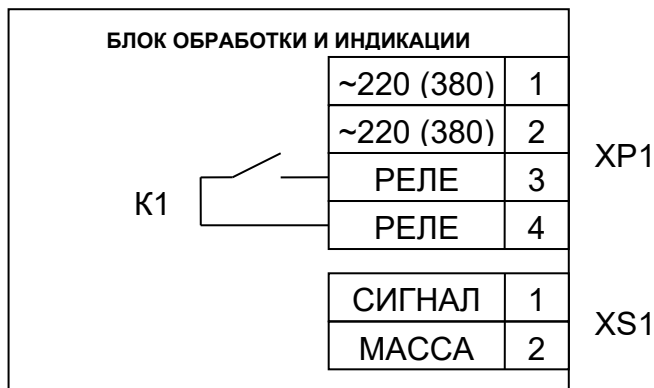 БЛОК ОБРАБОТКИ И ИНДИКАЦИИ
~220 (380) 1
~220 (380) 2
XP1
РЕЛЕ 3
К1
РЕЛЕ 4
СИГНАЛ 1
XS1
МАССА 2